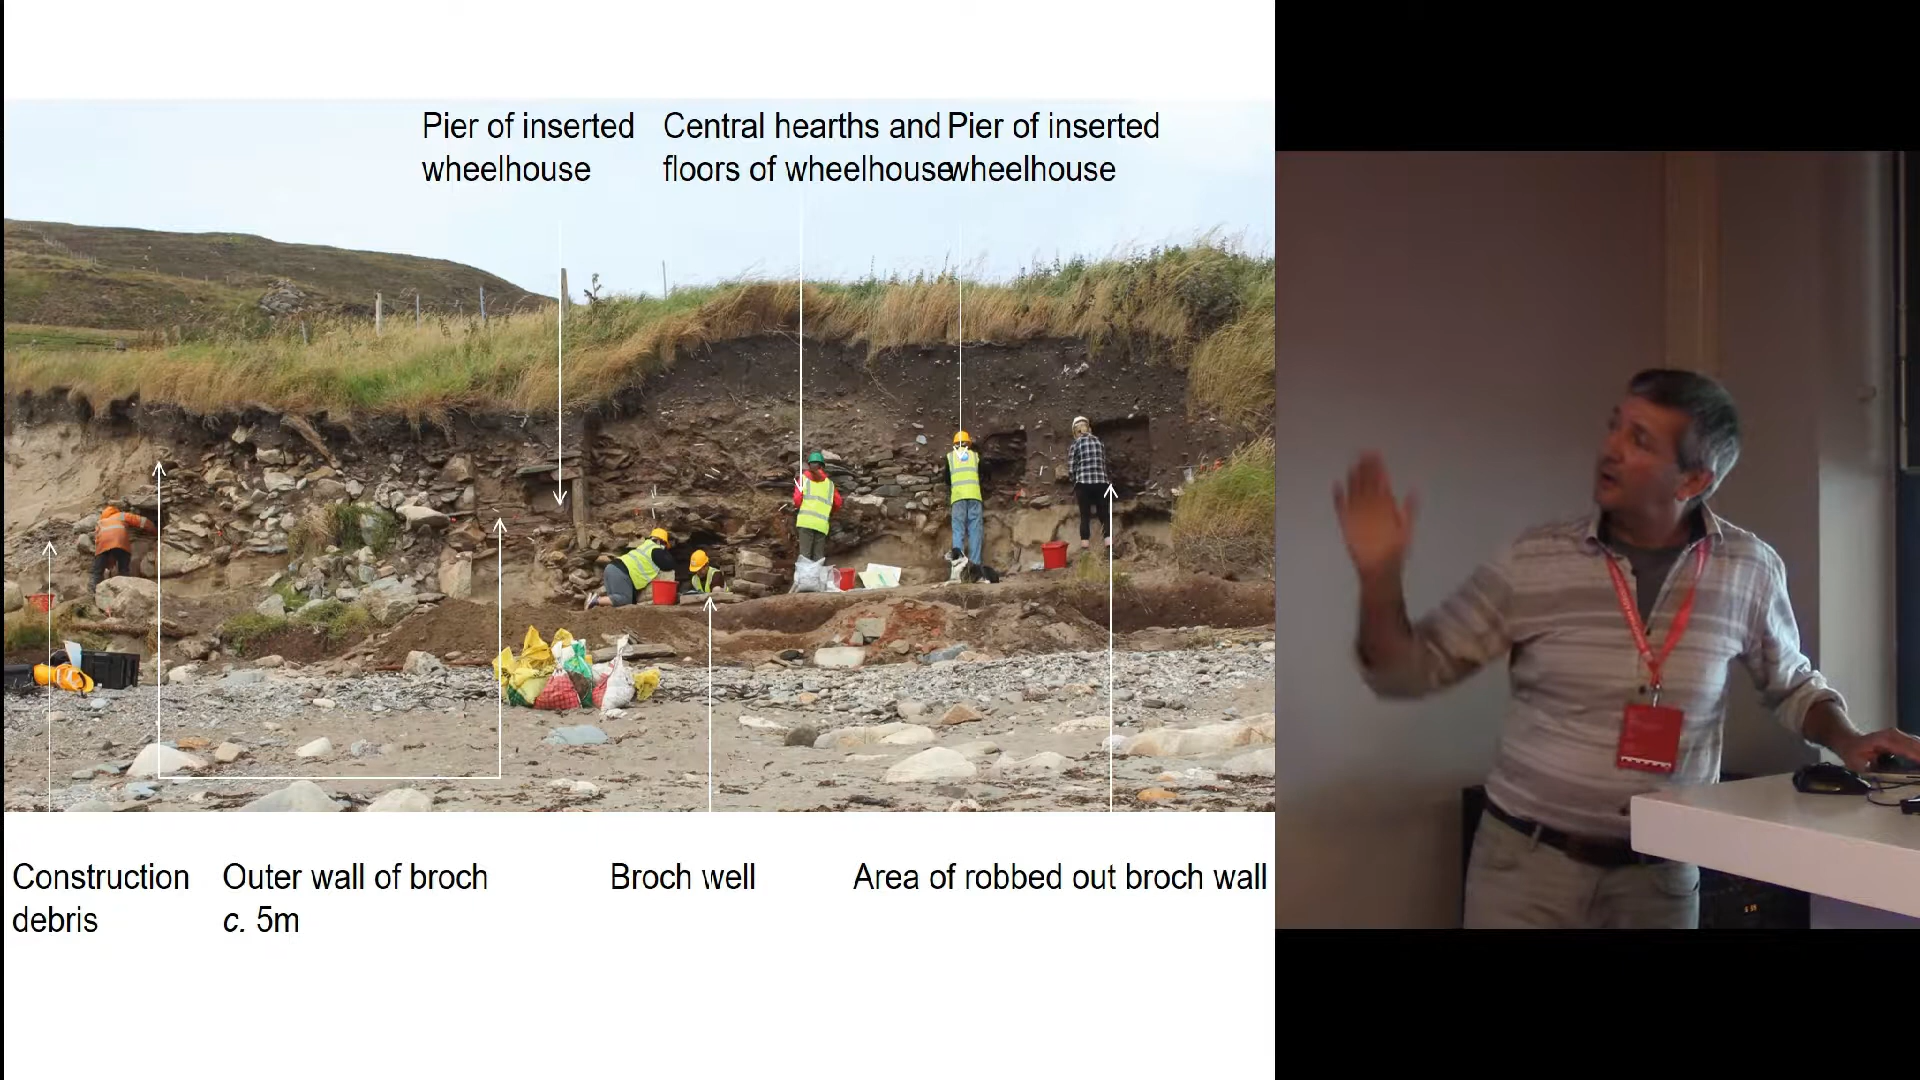 Pier of inserted
wheelhouse
Central hearths and
floors of wheelhouse
Pier of inserted
wheelhouse
Construction
debris
Outer wall of broch
c. 5m
Broch well
Area of robbed out broch wall